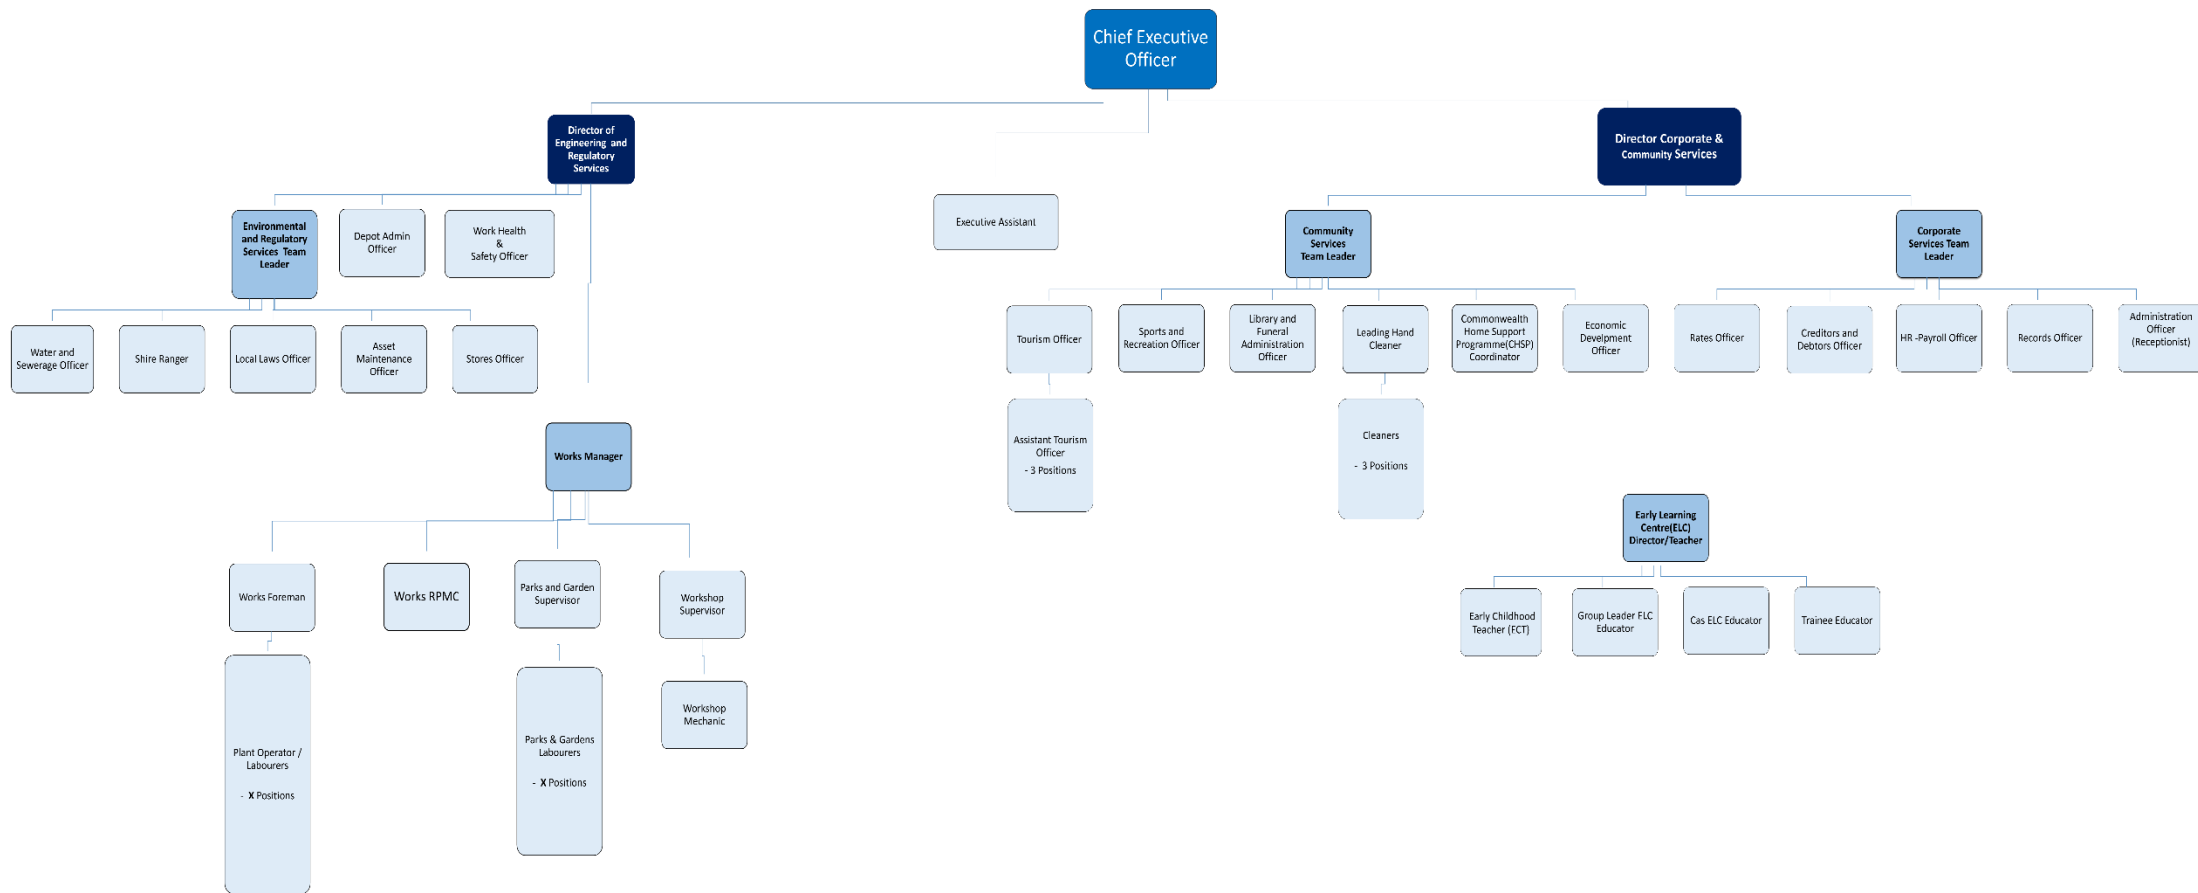 Chief Executive
Officer
Director of
Engineering and
Regulatory
Services
Director Corporate &
Community Services
Executive Assistant
Environmental
and Regulatory
Services Team
Leader
Depot Admin
Officer
Work Health
&
Safety Officer
Community
Services
Team Leader
Corporate
Services Team
Leader
Water and
Sewerage Officer
Shire Ranger
Local Laws Officer
Asset
Maintenance
Officer
Stores Officer
Tourism Officer
Sports and
Recreation Officer
Library and
Funeral
Administration
Officer
Leading Hand
Cleaner
Commonwealth
Home Support
Programme(CHSP)
Coordinator
Economic
Develpment
Officer
Rates Officer
Creditors and
Debtors Officer
HR -Payroll Officer
Records Officer
Administration
Officer
(Receptionist)
Assistant Tourism
Officer
- 3 Positions
Cleaners
- 3 Positions
Works Manager
Early Learning
Centre(ELC)
Director/Teacher
Works Foreman
Works RPMC
Parks and Garden
Supervisor
Workshop
Supervisor
Early Childhood
Teacher (ECT)
Group Leader ELC
Educator
Cas ELC Educator
Trainee Educator
Plant Operator /
Labourers
- X Positions
Parks & Gardens
Labourers
- X Positions
Workshop
Mechanic